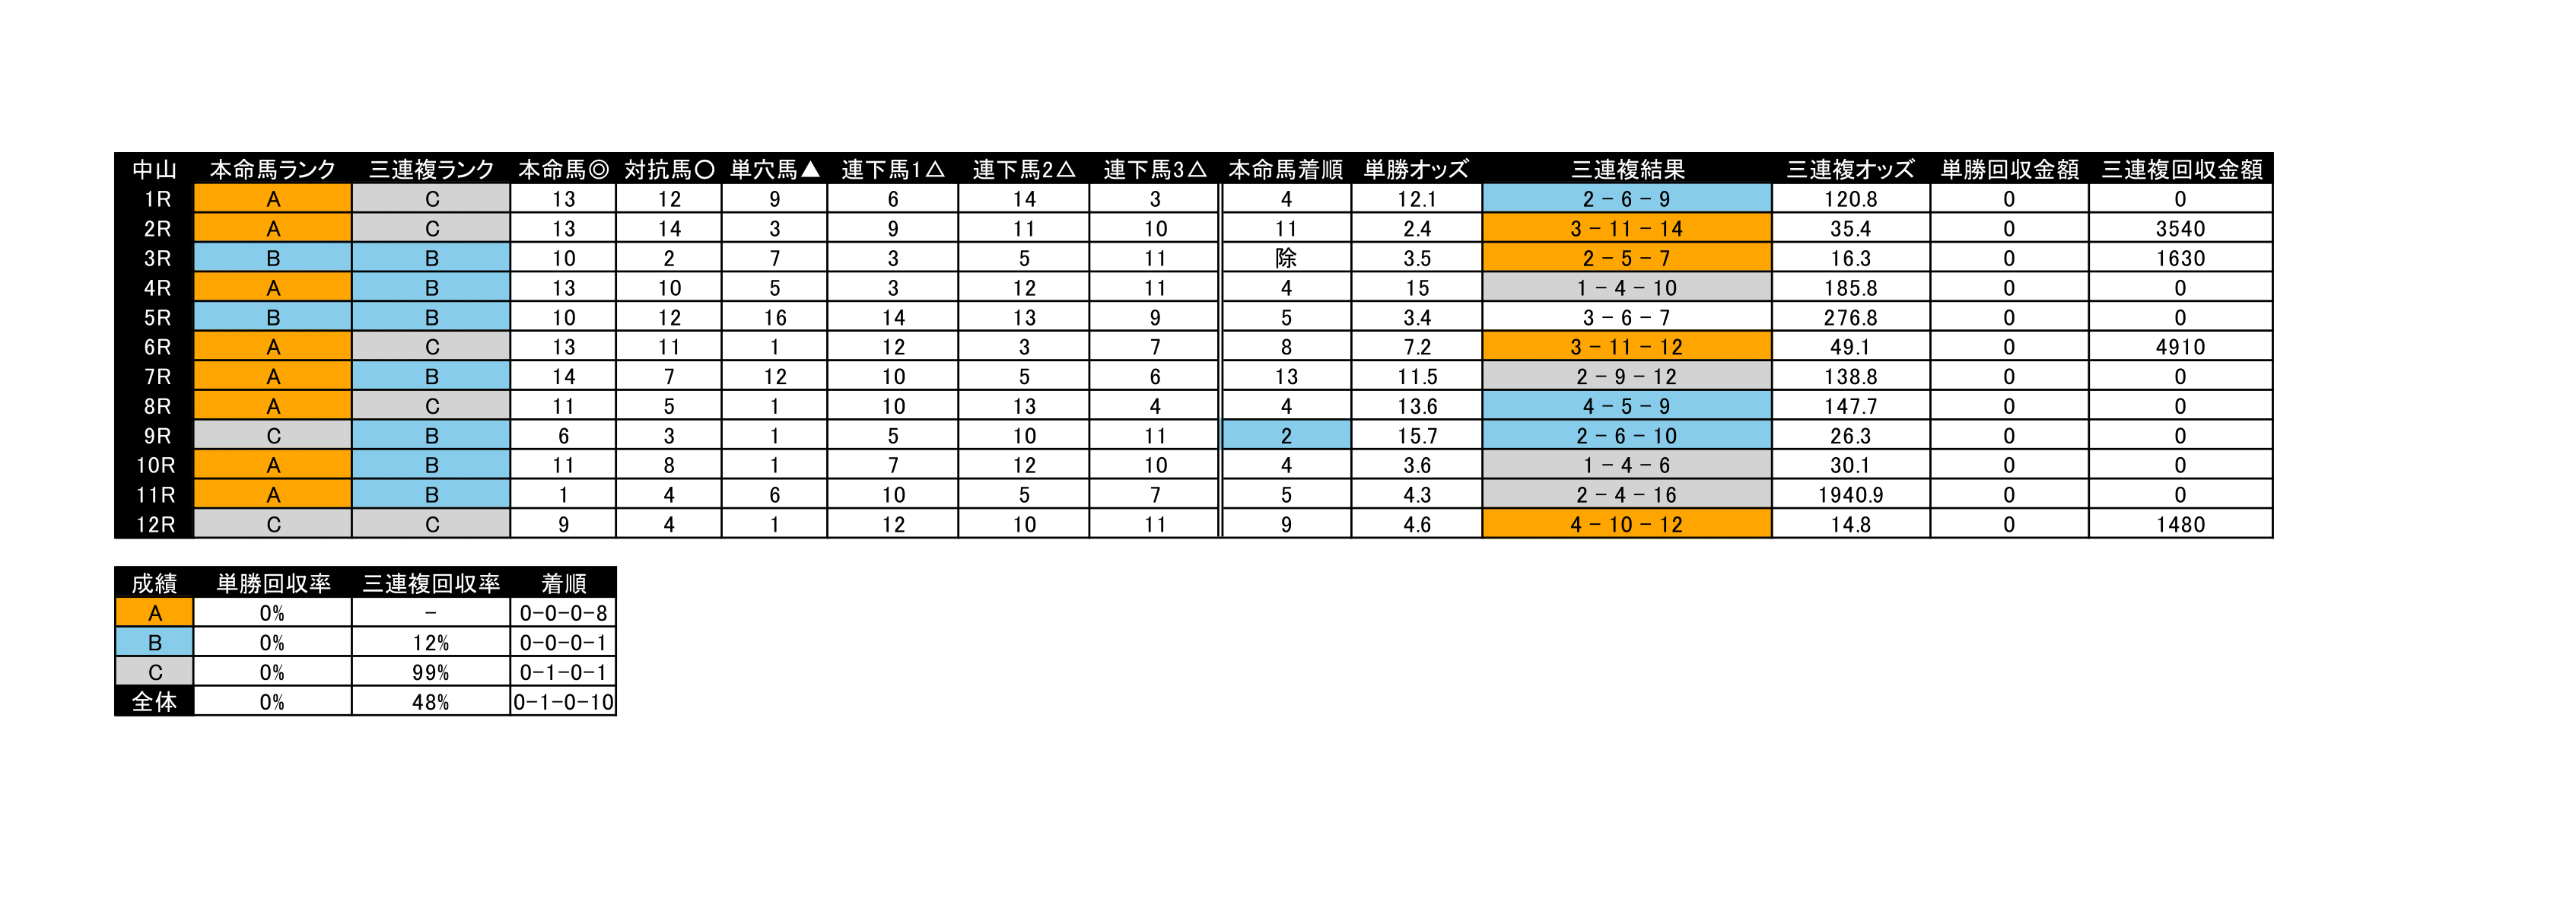 中山 本命馬ランク 三連複ランク 本命馬◎ 対抗馬〇 単穴馬▲ 連下馬1△ 連下馬2△ 連下馬3△ 本命馬着順 単勝オッズ 三連複結果 三連複オッズ 単勝回収金額 三連複回収金額
1R A C 13 12 9 6 14 3 4 12.1 2 − 6 − 9 120.8 0 0
2R A C 13 14 3 9 11 10 11 2.4 3 − 11 − 14 35.4 0 3540
3R B B 10 2 7 3 5 11 除 3.5 2 − 5 − 7 16.3 0 1630
4R A B 13 10 5 3 12 11 4 15 1 − 4 − 10 185.8 0 0
5R B B 10 12 16 14 13 9 5 3.4 3 − 6 − 7 276.8 0 0
6R A C 13 11 1 12 3 7 8 7.2 3 − 11 − 12 49.1 0 4910
7R A B 14 7 12 10 5 6 13 11.5 2 − 9 − 12 138.8 0 0
8R A C 11 5 1 10 13 4 4 13.6 4 − 5 − 9 147.7 0 0
9R C B 6 3 1 5 10 11 2 15.7 2 − 6 − 10 26.3 0 0
10R A B 11 8 1 7 12 10 4 3.6 1 − 4 − 6 30.1 0 0
11R A B 1 4 6 10 5 7 5 4.3 2 − 4 − 16 1940.9 0 0
12R C C 9 4 1 12 10 11 9 4.6 4 − 10 − 12 14.8 0 1480
成績 単勝回収率 三連複回収率 着順
A 0% − 0-0-0-8
B 0% 12% 0-0-0-1
C 0% 99% 0-1-0-1
全体 0% 48% 0-1-0-10